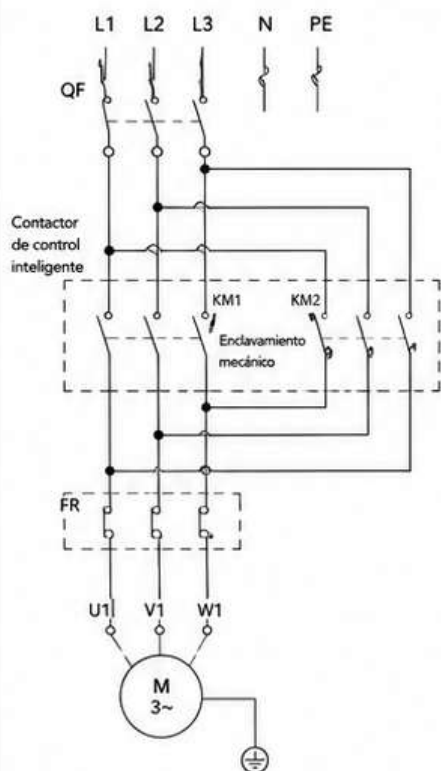 L1 L2 L3 N PE
QF
Contactor
de control
inteligente
KM1 KM2
Enclavamiento
mecánico
FR
U1 V1 W1
M
3~